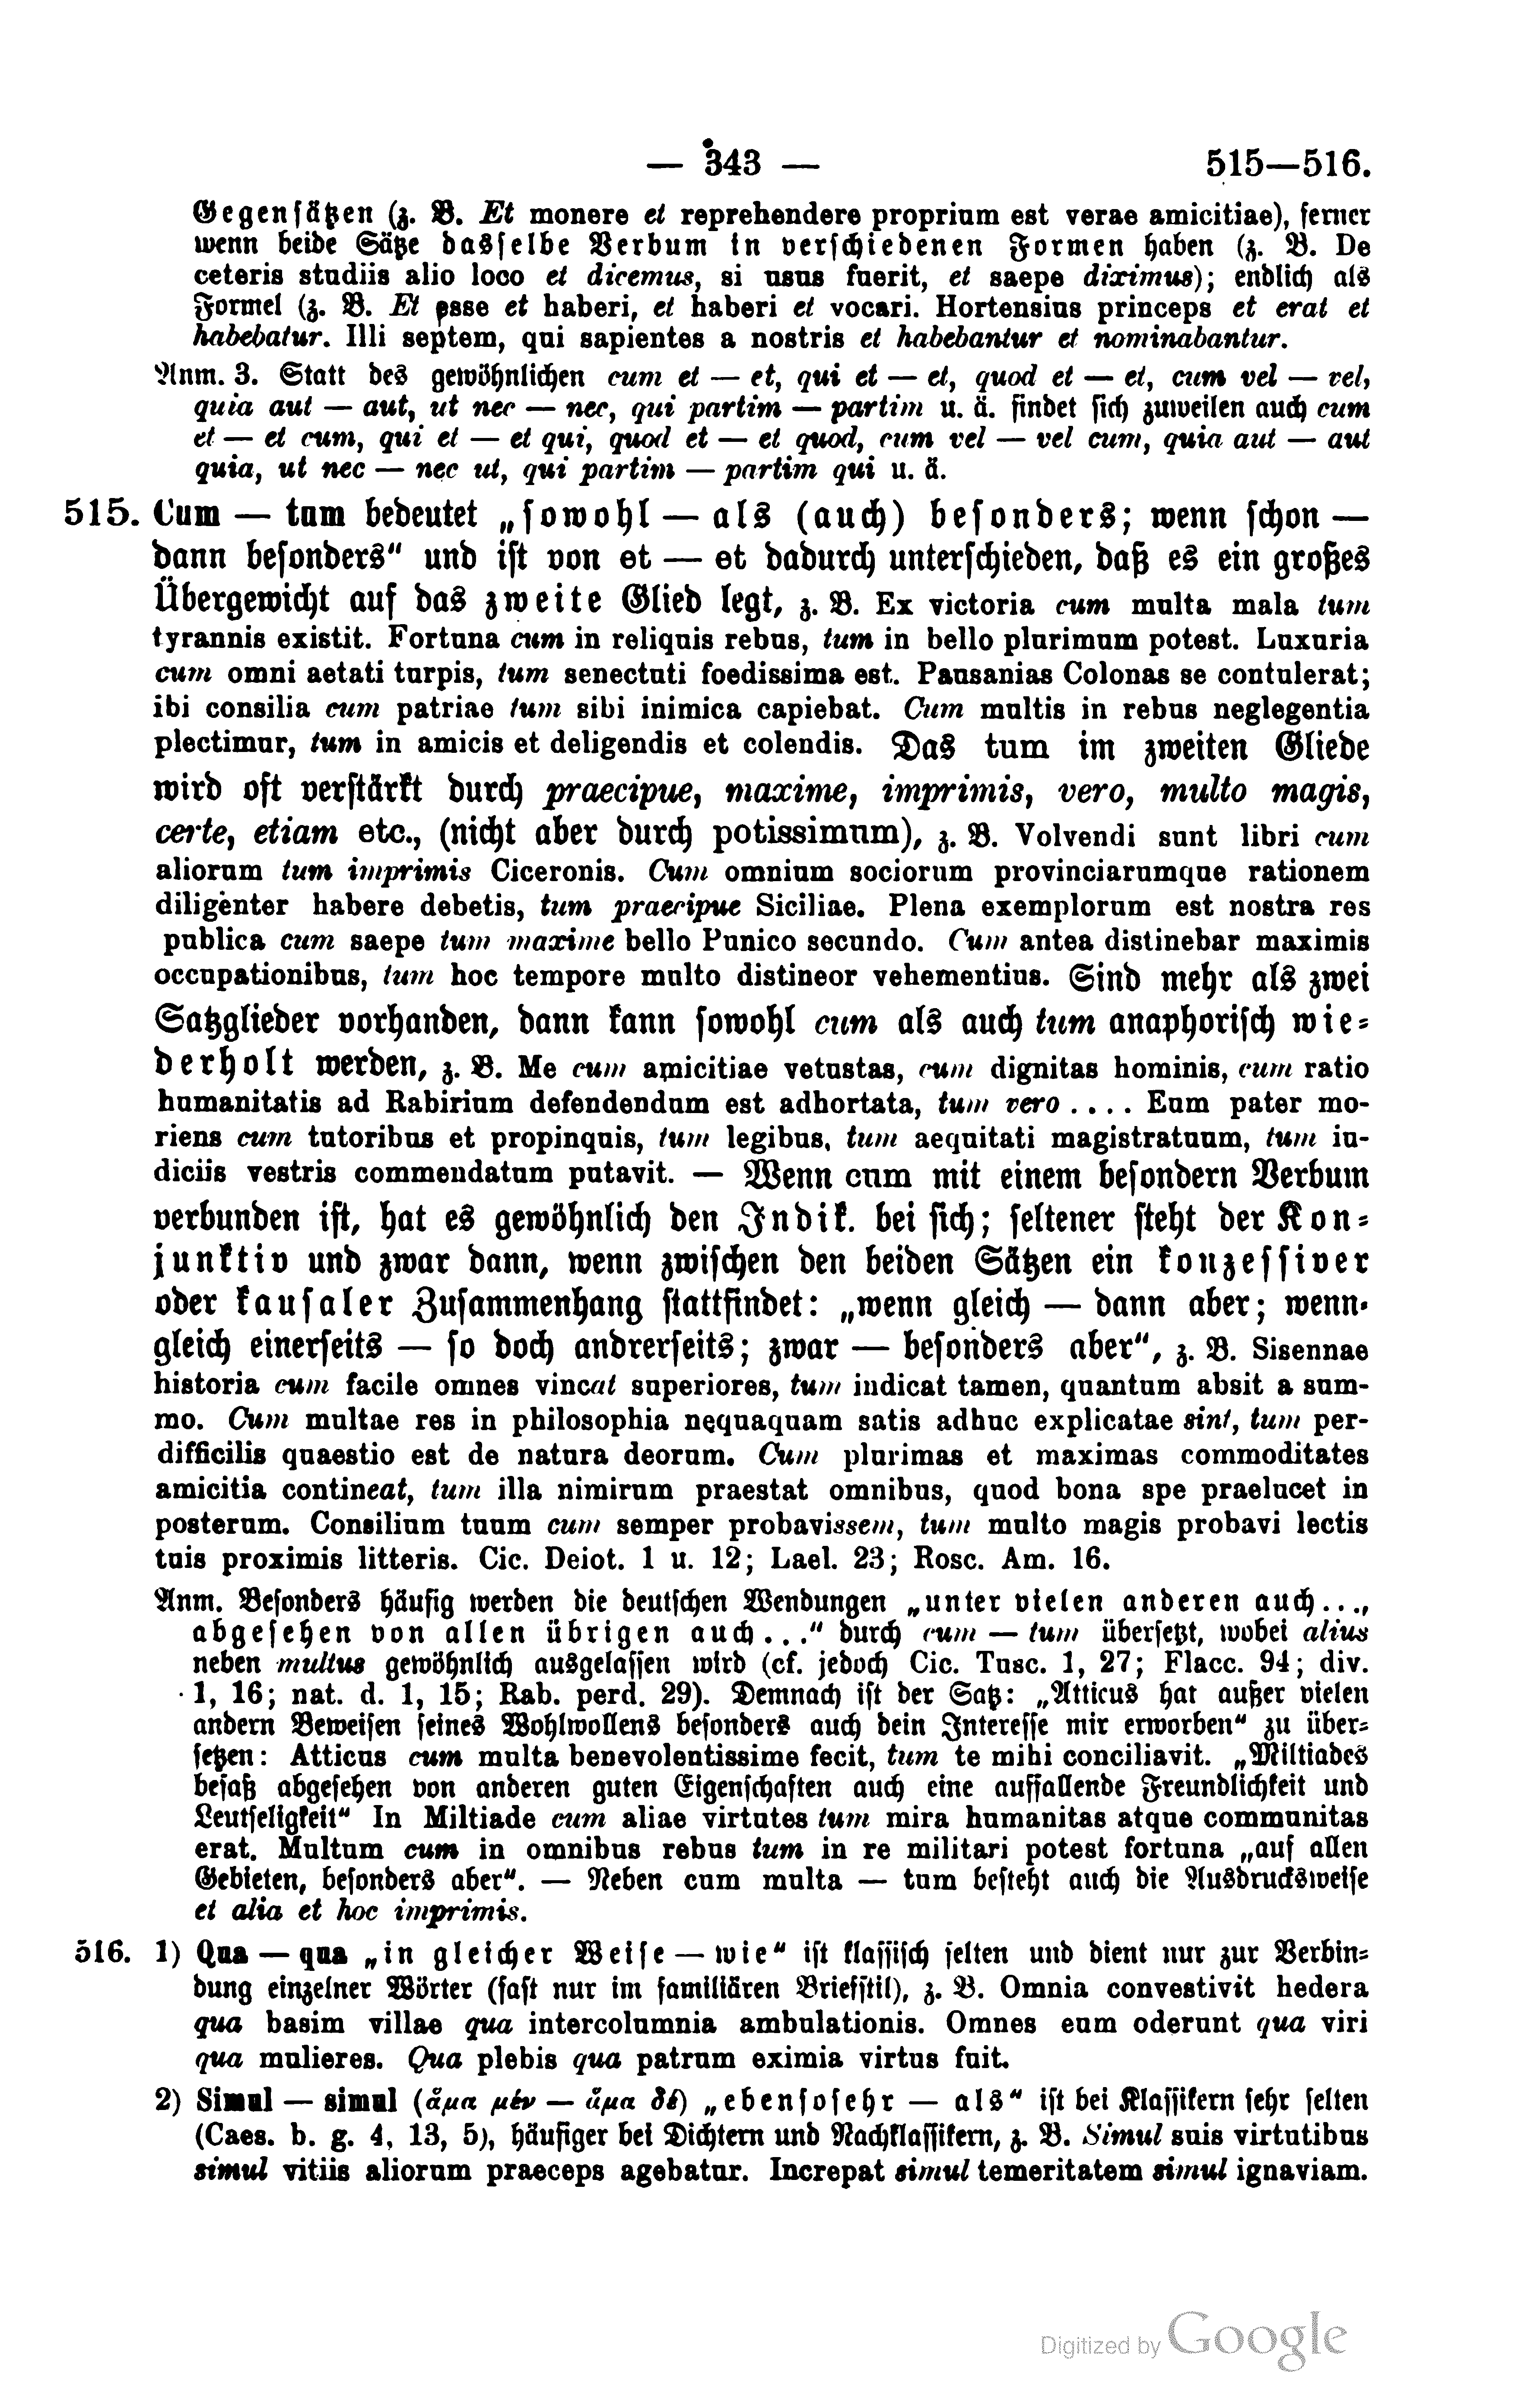 — 343 — 515—516.
Gegensätzen (z. B. Et monere et reprehendere proprium est verae amicitiae), ferner
wenn beide Sätze dasselbe Verbum in verschiedenen Formen haben (z. B. De
ceteris studiis alio loco et dicemus, si usus fuerit, et saepe diximus); endlich als
Formel (z. B. Et esse et haberi, et haberi et vocari. Hortensius princeps et erat et
habebatur. Illi septem, qui sapientes a nostris et habebantur et nominabantur.
Anm. 3. Statt des gewöhnlichen cum et — et, qui et — et, quod et — et, cum vel — vel,
quia aut — aut, ut nec — nec, qui partim — partim u. ä. findet sich zuweilen auch cum
et — et cum, qui et — et qui, quod et — et quod, cum vel — vel cum, quia aut — aut
quia, ut nec — nec ut, qui partim — partim qui u. ä.
515. Cum — tum bedeutet „sowohl — als (auch) besonders; wenn schon —
dann besonders" und ist von et — et dadurch unterschieden, daß es ein großes
Übergewicht auf das zweite Glied legt, z. B. Ex victoria cum multa mala tum
tyrannis existit. Fortuna cum in reliquis rebus, tum in bello plurimum potest. Luxuria
cum omni aetati turpis, tum senectuti foedissima est. Pausanias Colonas se contulerat;
ibi consilia cum patriae tum sibi inimica capiebat. Cum multis in rebus neglegentia
plectimur, tum in amicis et deligendis et colendis. Das tum im zweiten Gliede
wird oft verstärkt durch praecipue, maxime, imprimis, vero, multo magis,
certe, etiam etc., (nicht aber durch potissimum), z. B. Volvendi sunt libri cum
aliorum tum imprimis Ciceronis. Cum omnium sociorum provinciarumque rationem
diligenter habere debetis, tum praecipue Siciliae. Plena exemplorum est nostra res
publica cum saepe tum maxime bello Punico secundo. Cum antea distinebar maximis
occupationibus, tum hoc tempore multo distineor vehementius. Sind mehr als zwei
Satzglieder vorhanden, dann kann sowohl cum als auch tum anaphorisch wie-
derholt werden, z. B. Me cum amicitiae vetustas, cum dignitas hominis, cum ratio
humanitatis ad Rabirium defendendum est adhortata, tum vero .... Eum pater mo-
riens cum tutoribus et propinquis, tum legibus, tum aequitati magistratuum, tum iu-
diciis vestris commendatum putavit. — Wenn cum mit einem besondern Verbum
verbunden ist, hat es gewöhnlich den Indik. bei sich; seltener steht der Kon-
junktiv und zwar dann, wenn zwischen den beiden Sätzen ein konzessiver
oder kausaler Zusammenhang stattfindet: „wenn gleich — dann aber; wenn-
gleich einerseits — so doch andrerseits; zwar — besonders aber", z. B. Sisennae
historia cum facile omnes vincat superiores, tum indicat tamen, quantum absit a sum-
mo. Cum multae res in philosophia nequaquam satis adhuc explicatae sint, tum per-
difficilis quaestio est de natura deorum. Cum plurimas et maximas commoditates
amicitia contineat, tum illa nimirum praestat omnibus, quod bona spe praelucet in
posterum. Consilium tuum cum semper probavissem, tum multo magis probavi lectis
tuis proximis litteris. Cic. Deiot. 1 u. 12; Lael. 23; Rosc. Am. 16.
Anm. Besonders häufig werden die deutschen Wendungen „unter vielen anderen auch...,
abgesehen von allen übrigen auch..." durch cum — tum übersetzt, wobei alius
neben multus gewöhnlich ausgelassen wird (cf. jedoch Cic. Tusc. 1, 27; Flacc. 94; div.
1, 16; nat. d. 1, 15; Rab. perd. 29). Demnach ist der Satz: „Atticus hat außer vielen
andern Beweisen seines Wohlwollens besonders auch dein Interesse mir erworben" zu über-
setzen: Atticus cum multa benevolentissime fecit, tum te mihi conciliavit. „Miltiades
besaß abgesehen von anderen guten Eigenschaften auch eine auffallende Freundlichkeit und
Leutseligkeit" In Miltiade cum aliae virtutes tum mira humanitas atque communitas
erat. Multum cum in omnibus rebus tum in re militari potest fortuna „auf allen
Gebieten, besonders aber". — Neben cum multa — tum besteht auch die Ausdrucksweise
et alia et hoc imprimis.
516. 1) Qua — qua „in gleicher Weise — wie" ist klassisch selten und dient nur zur Verbin-
dung einzelner Wörter (fast nur im familiären Briefstil), z. B. Omnia convestivit hedera
qua basim villae qua intercolumnia ambulationis. Omnes eum oderunt qua viri
qua mulieres. Qua plebis qua patrum eximia virtus fuit.
2) Simul — simul (ἅμα μέν — ἅμα δέ) „ebensosehr — als" ist bei Klassikern sehr selten
(Caes. b. g. 4, 13, 5), häufiger bei Dichtern und Nachklassikern, z. B. Simul suis virtutibus
simul vitiis aliorum praeceps agebatur. Increpat simul temeritatem simul ignaviam.
Digitized by Google